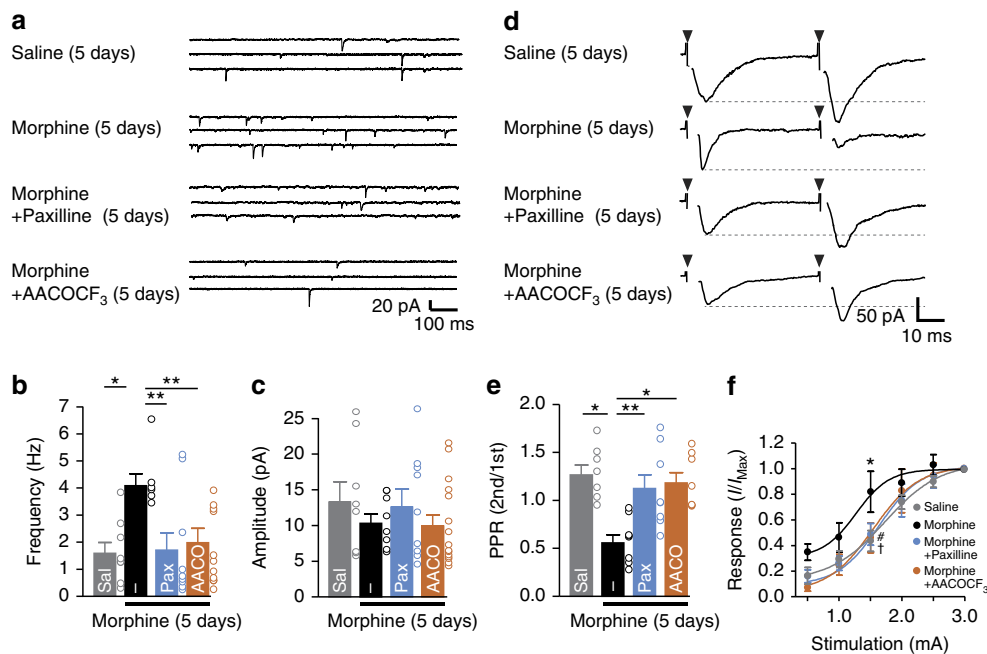 a
Saline (5 days)
Morphine (5 days)
Morphine
+Paxilline (5 days)
Morphine
+AACOCF3 (5 days)
20 pA
100 ms
d
Saline (5 days)
Morphine (5 days)
Morphine
+Paxilline (5 days)
Morphine
+AACOCF3 (5 days)
50 pA
10 ms
b
* ** **
Frequency (Hz)
7
6
5
4
3
2
1
0
Sal
–
Pax
AACO
Morphine (5 days)
c
Amplitude (pA)
25
20
15
10
5
0
Sal
–
Pax
AACO
Morphine (5 days)
e
* ** *
PPR (2nd/1st)
2.0
1.5
1.0
0.5
0.0
Sal
–
Pax
AACO
Morphine (5 days)
f
Response (I/IMax)
1.2
1.0
0.8
0.6
0.4
0.2
0.0
*
#
†
Saline
Morphine
Morphine
+Paxilline
Morphine
+AACOCF3
1.0 2.0 3.0
Stimulation (mA)